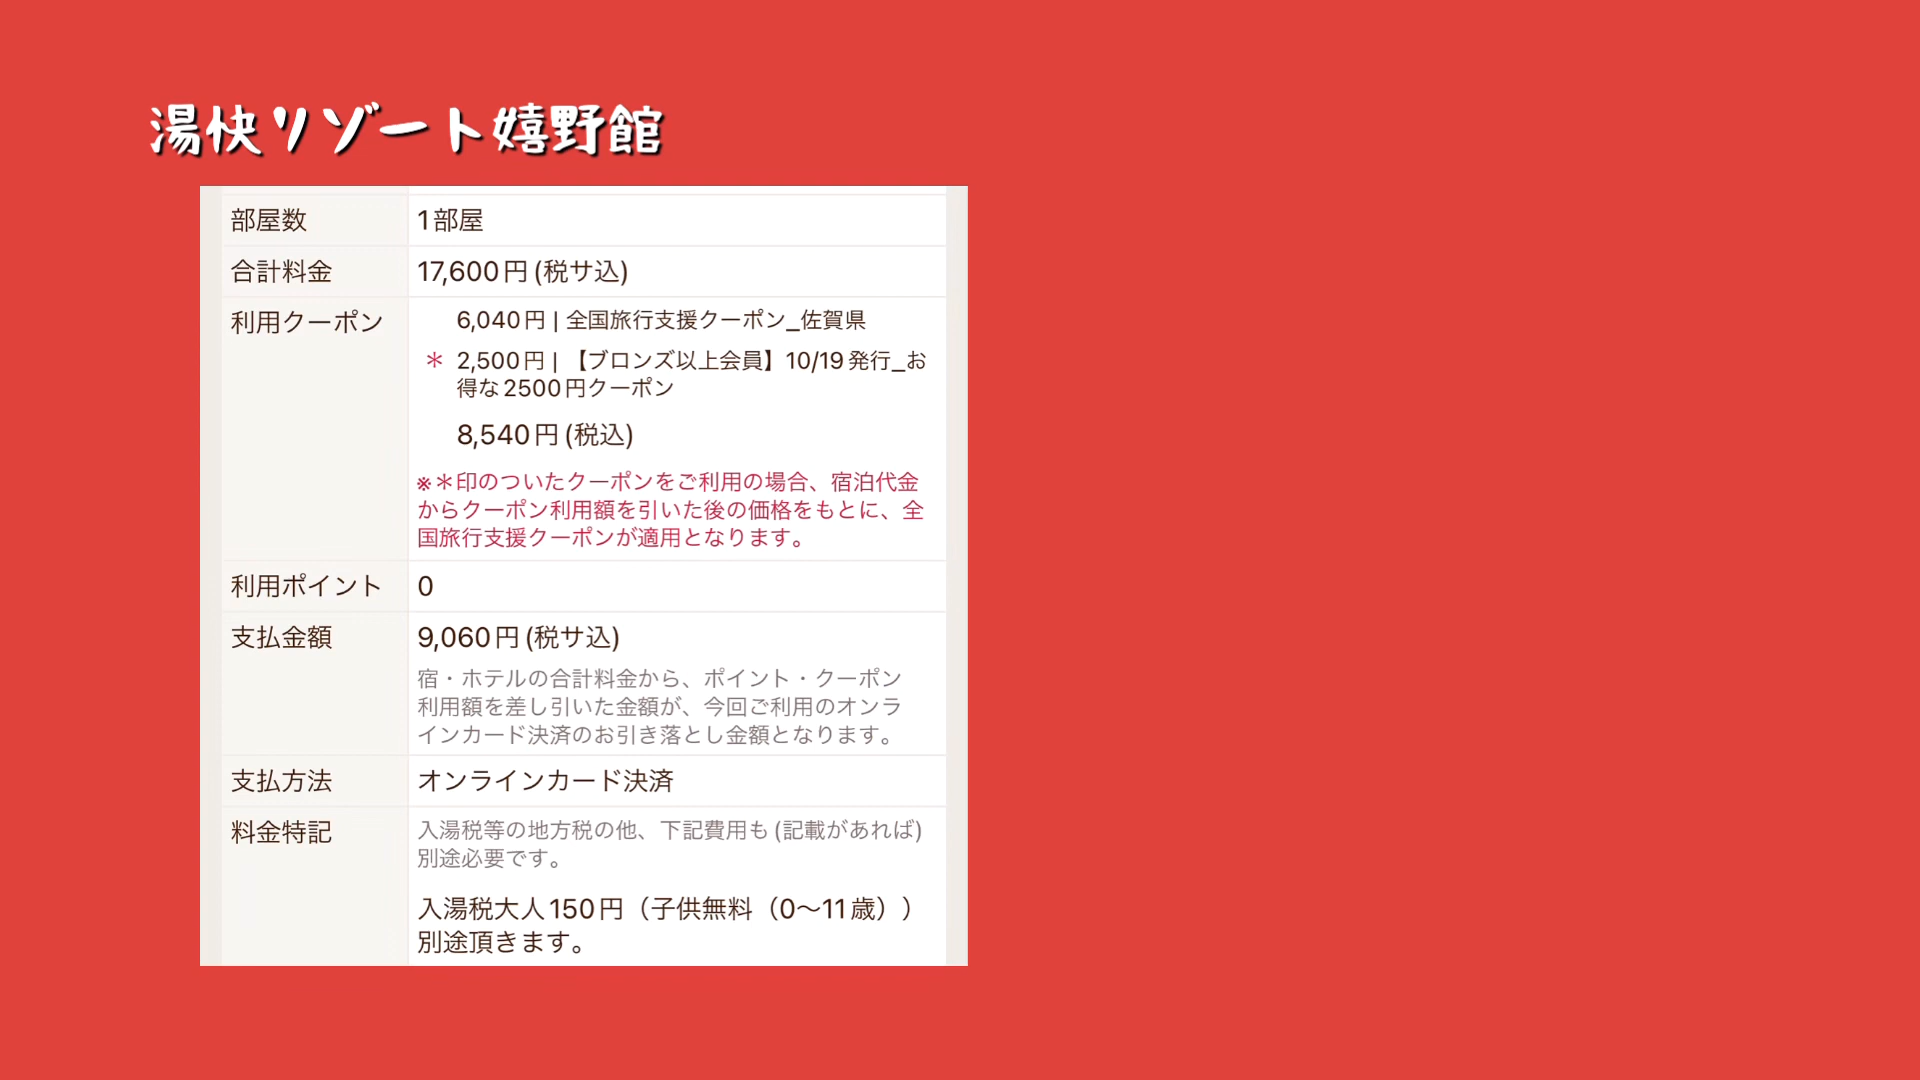 湯快リゾート嬉野館
部屋数 1部屋
合計料金 17,600円(税サ込)
利用クーポン 6,040円 | 全国旅行支援クーポン_佐賀県
＊ 2,500円 | 【ブロンズ以上会員】10/19発行_お
得な2500円クーポン
8,540円(税込)
※＊印のついたクーポンをご利用の場合、宿泊代金
からクーポン利用額を引いた後の価格をもとに、全
国旅行支援クーポンが適用となります。
利用ポイント 0
支払金額 9,060円(税サ込)
宿・ホテルの合計料金から、ポイント・クーポン
利用額を差し引いた金額が、今回ご利用のオンラ
インカード決済のお引き落とし金額となります。
支払方法 オンラインカード決済
料金特記 入湯税等の地方税の他、下記費用も(記載があれば)
別途必要です。
入湯税大人150円（子供無料（0〜11歳））
別途頂きます。